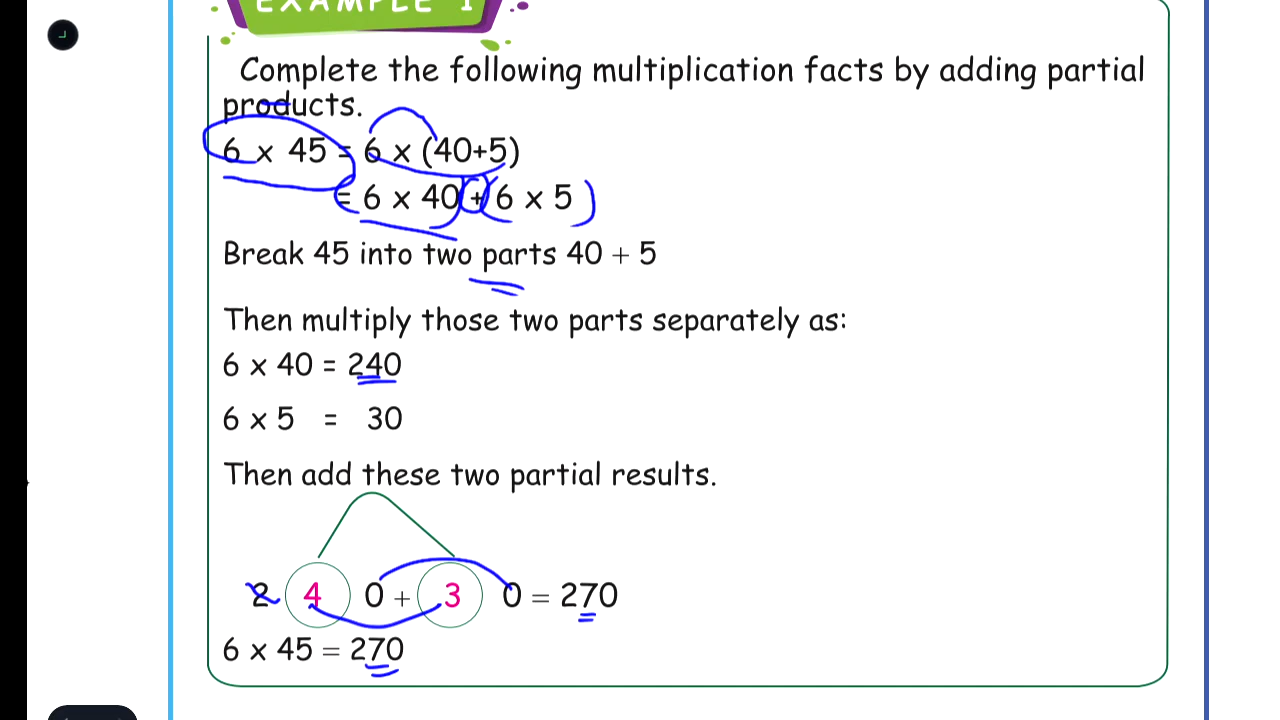 EXAMPLE 1
Complete the following multiplication facts by adding partial
products.
6 x 45 = 6 x (40+5)
= 6 x 40 + 6 x 5
Break 45 into two parts 40 + 5
Then multiply those two parts separately as:
6 x 40 = 240
6 x 5 = 30
Then add these two partial results.
2 4 0 + 3 0 = 270
6 x 45 = 270